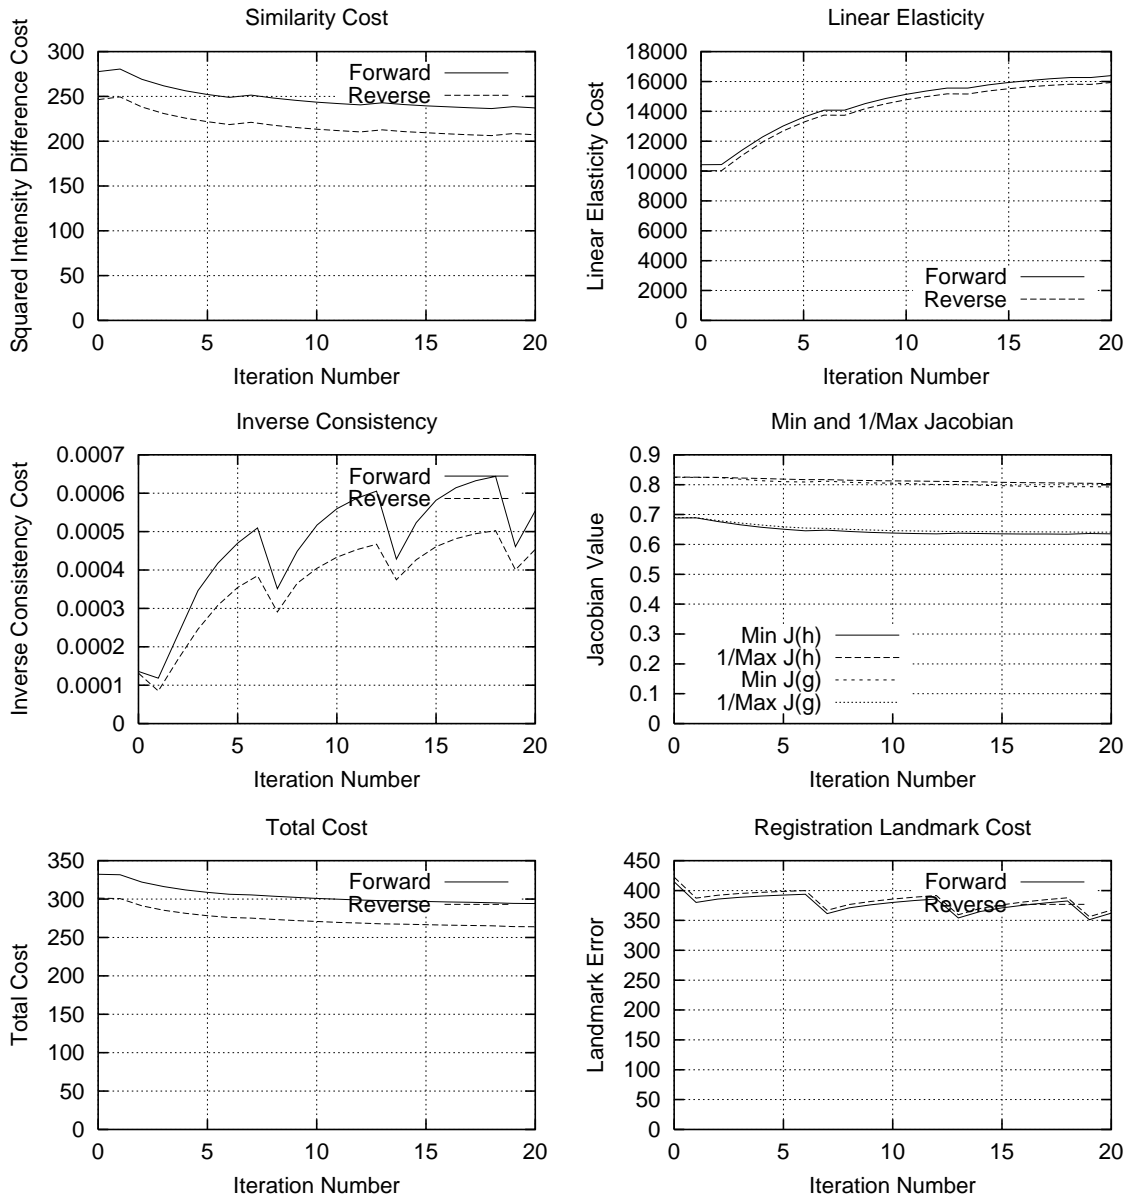 Similarity Cost
Squared Intensity Difference Cost
300
250
200
150
100
50
0
Forward
Reverse
0 5 10 15 20
Iteration Number
Linear Elasticity
Linear Elasticity Cost
18000
16000
14000
12000
10000
8000
6000
4000
2000
0
Forward
Reverse
0 5 10 15 20
Iteration Number
Inverse Consistency
Inverse Consistency Cost
0.0007
0.0006
0.0005
0.0004
0.0003
0.0002
0.0001
0
Forward
Reverse
0 5 10 15 20
Iteration Number
Min and 1/Max Jacobian
Jacobian Value
0.9
0.8
0.7
0.6
0.5
0.4
0.3
0.2
0.1
0
Min J(h)
1/Max J(h)
Min J(g)
1/Max J(g)
0 5 10 15 20
Iteration Number
Total Cost
Total Cost
350
300
250
200
150
100
50
0
Forward
Reverse
0 5 10 15 20
Iteration Number
Registration Landmark Cost
Landmark Error
450
400
350
300
250
200
150
100
50
0
Forward
Reverse
0 5 10 15 20
Iteration Number